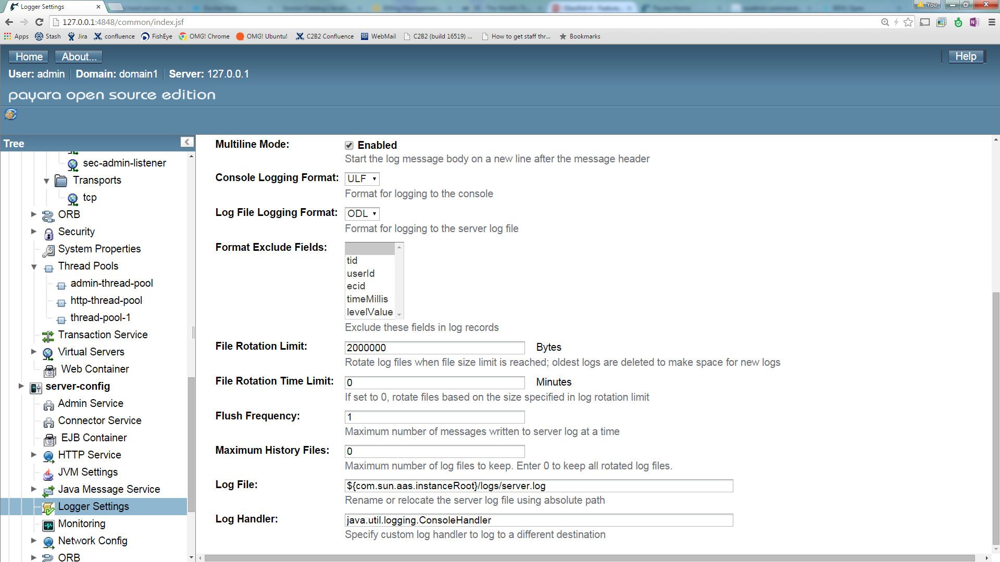 Logger Settings
You
127.0.0.1:4848/common/index.jsf
Apps Stash Jira confluence FishEye OMG! Chrome OMG! Ubuntu! C2B2 Confluence WebMail C2B2 (build 16519) ... How to get staff thr... Bookmarks
Home About... Help
User: admin Domain: domain1 Server: 127.0.0.1
payara open source edition
Tree
sec-admin-listener
Transports
tcp
ORB
Security
System Properties
Thread Pools
admin-thread-pool
http-thread-pool
thread-pool-1
Transaction Service
Virtual Servers
Web Container
server-config
Admin Service
Connector Service
EJB Container
HTTP Service
JVM Settings
Java Message Service
Logger Settings
Monitoring
Network Config
ORB
Multiline Mode: Enabled
Start the log message body on a new line after the message header
Console Logging Format: ULF
Format for logging to the console
Log File Logging Format: ODL
Format for logging to the server log file
Format Exclude Fields:
tid
userId
ecid
timeMillis
levelValue
Exclude these fields in log records
File Rotation Limit: 2000000 Bytes
Rotate log files when file size limit is reached; oldest logs are deleted to make space for new logs
File Rotation Time Limit: 0 Minutes
If set to 0, rotate files based on the size specified in log rotation limit
Flush Frequency: 1
Maximum number of messages written to server log at a time
Maximum History Files: 0
Maximum number of log files to keep. Enter 0 to keep all rotated log files.
Log File: ${com.sun.aas.instanceRoot}/logs/server.log
Rename or relocate the server log file using absolute path
Log Handler: java.util.logging.ConsoleHandler
Specify custom log handler to log to a different destination